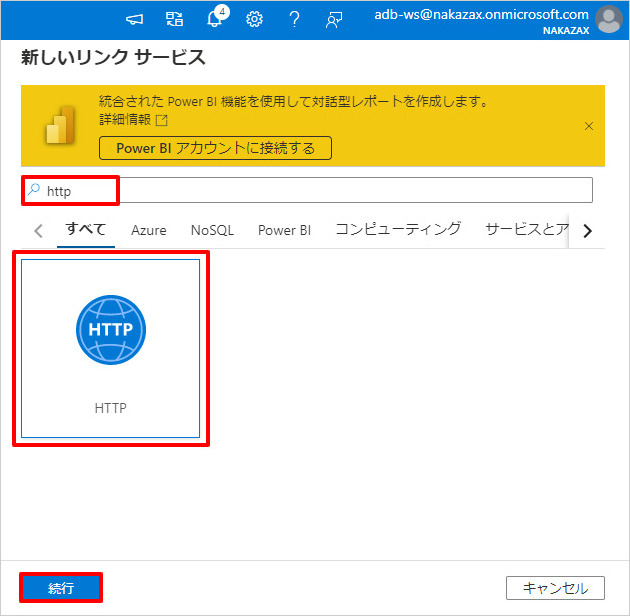 4
adb-ws@nakazax.onmicrosoft.com
NAKAZAX
新しいリンク サービス
統合された Power BI 機能を使用して対話型レポートを作成します。
詳細情報
Power BI アカウントに接続する
http
すべて Azure NoSQL Power BI コンピューティング サービスとア
HTTP
HTTP
続行 キャンセル